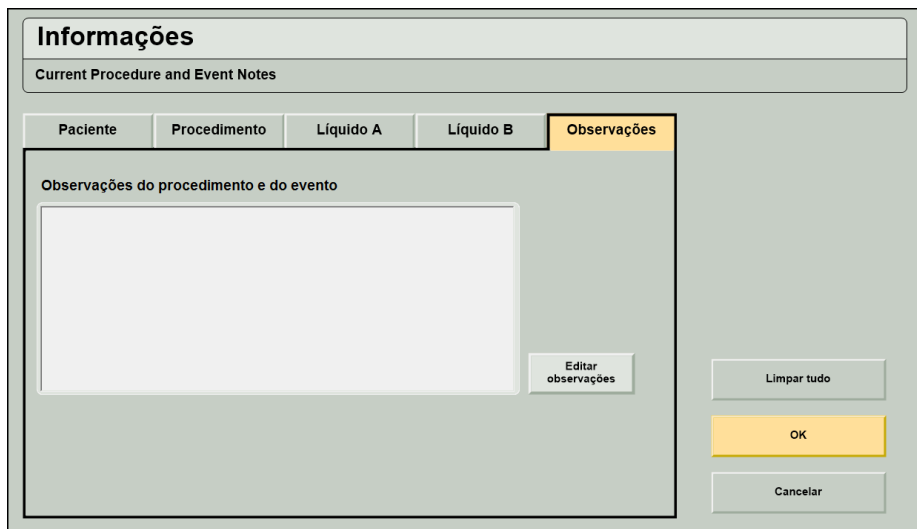 Informações
Current Procedure and Event Notes
Paciente
Procedimento
Líquido A
Líquido B
Observações
Observações do procedimento e do evento
Editar
observações
Limpar tudo
OK
Cancelar